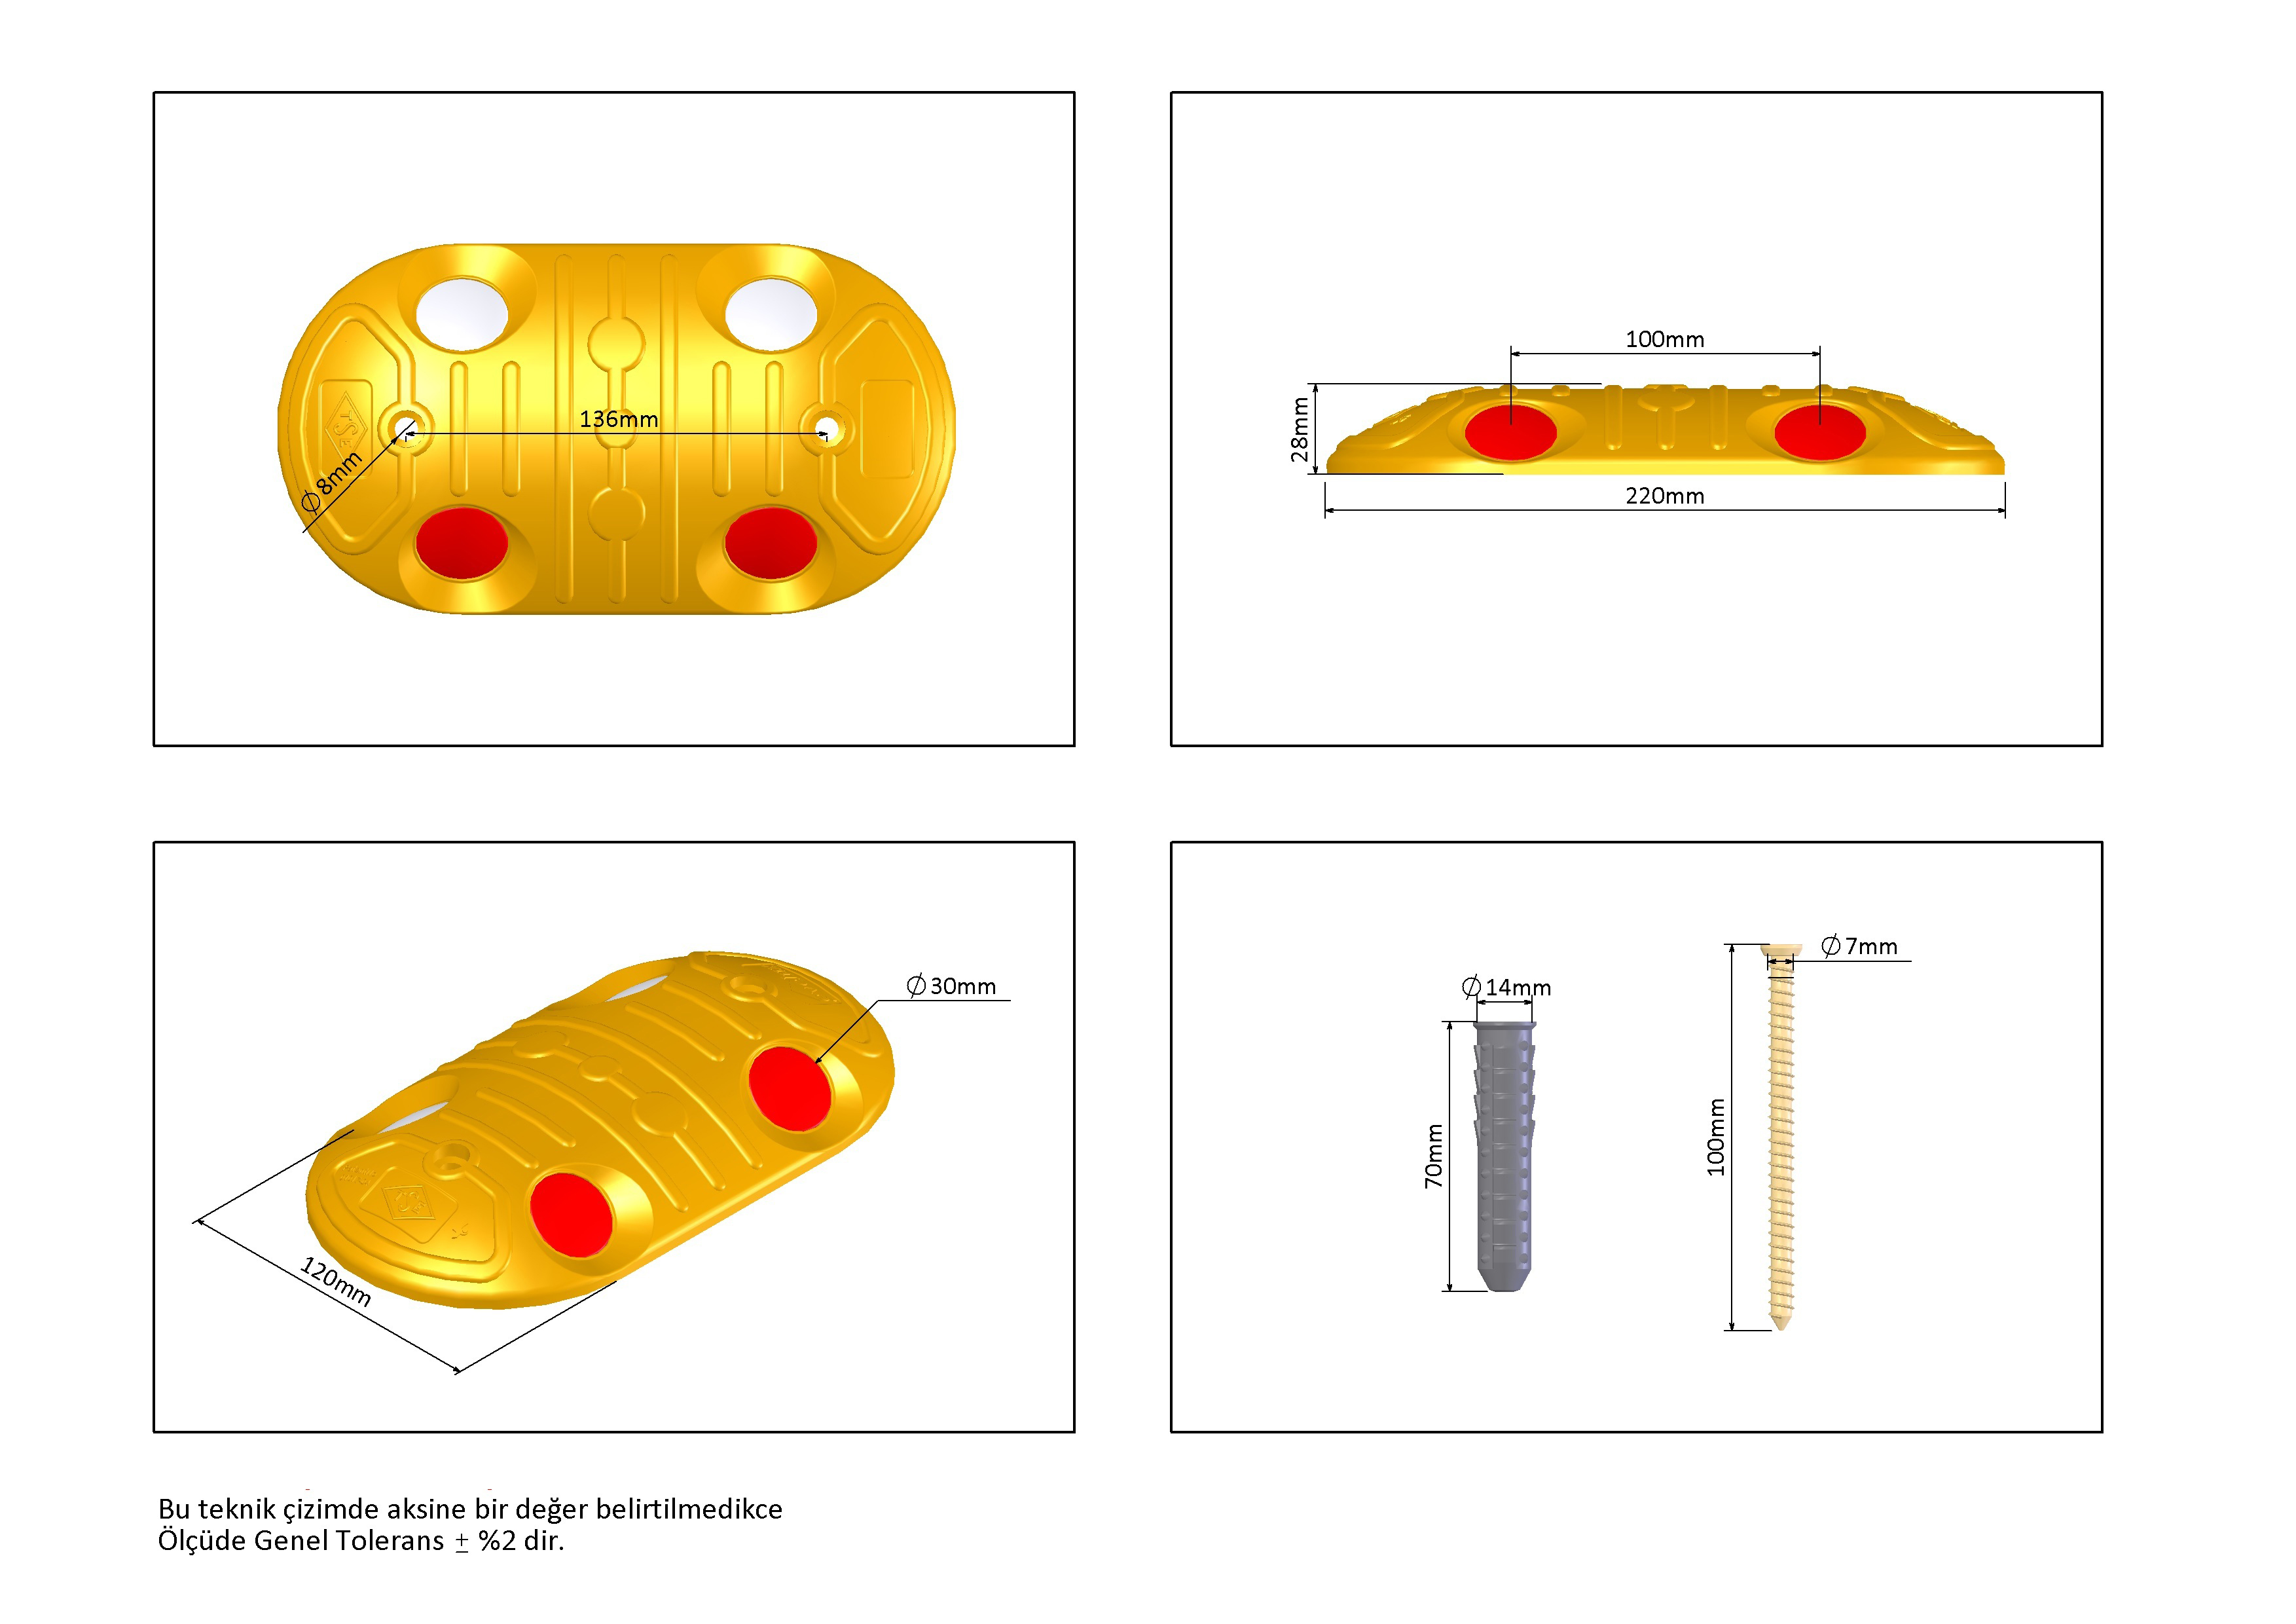 136mm
⌀8mm
TSE
100mm
28mm
220mm
⌀30mm
120mm
⌀14mm
70mm
⌀7mm
100mm
Bu teknik çizimde aksine bir değer belirtilmedikce
Ölçüde Genel Tolerans ± %2 dir.